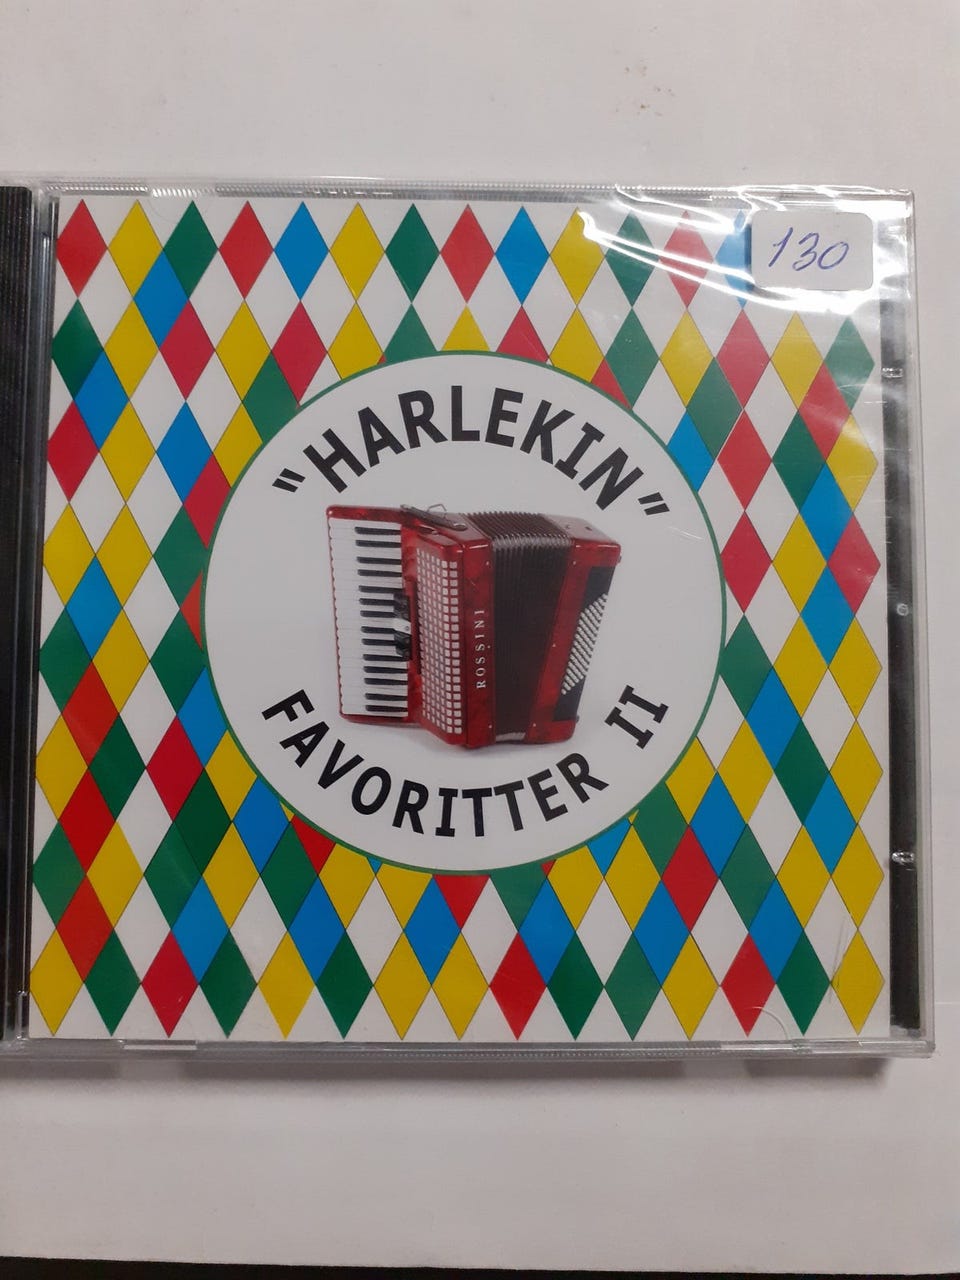 130
"HARLEKIN"
ROSSINI
FAVORITTER II